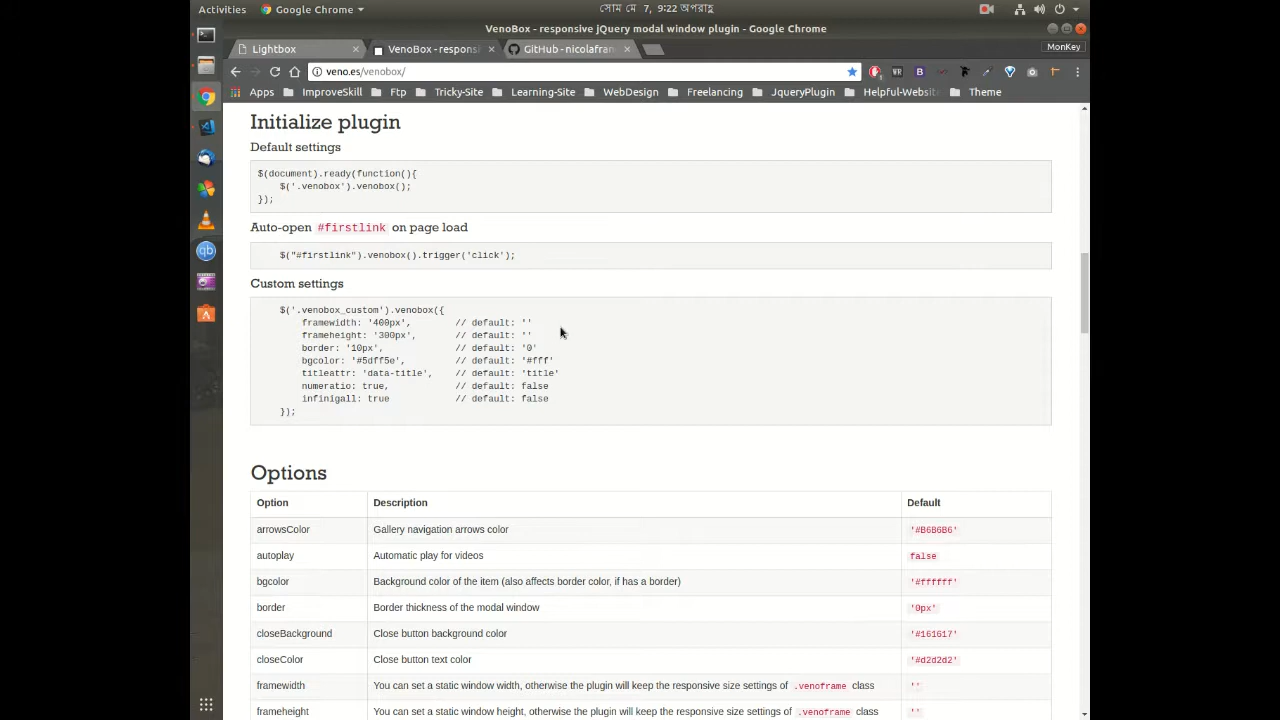 Activities Google Chrome সোম মে 7, 9:22 অপরাহ্ণ
VenoBox - responsive jQuery modal window plugin - Google Chrome
Lightbox VenoBox - respons GitHub - nicolafran MonKey
veno.es/venobox/
Apps ImproveSkill Ftp Tricky-Site Learning-Site WebDesign Freelancing JqueryPlugin Helpful-Website Theme
Initialize plugin
Default settings
$(document).ready(function(){
$('.venobox').venobox();
});
Auto-open #firstlink on page load
$("#firstlink").venobox().trigger('click');
Custom settings
$('.venobox_custom').venobox({
framewidth: '400px', // default: ''
frameheight: '300px', // default: ''
border: '10px', // default: '0'
bgcolor: '#5dff5e', // default: '#fff'
titleattr: 'data-title', // default: 'title'
numeratio: true, // default: false
infinigall: true // default: false
});
Options
Option Description Default
arrowsColor Gallery navigation arrows color '#B6B6B6'
autoplay Automatic play for videos false
bgcolor Background color of the item (also affects border color, if has a border) '#ffffff'
border Border thickness of the modal window '0px'
closeBackground Close button background color '#161617'
closeColor Close button text color '#d2d2d2'
framewidth You can set a static window width, otherwise the plugin will keep the responsive size settings of .venoframe class ''
frameheight You can set a static window height, otherwise the plugin will keep the responsive size settings of .venoframe class ''